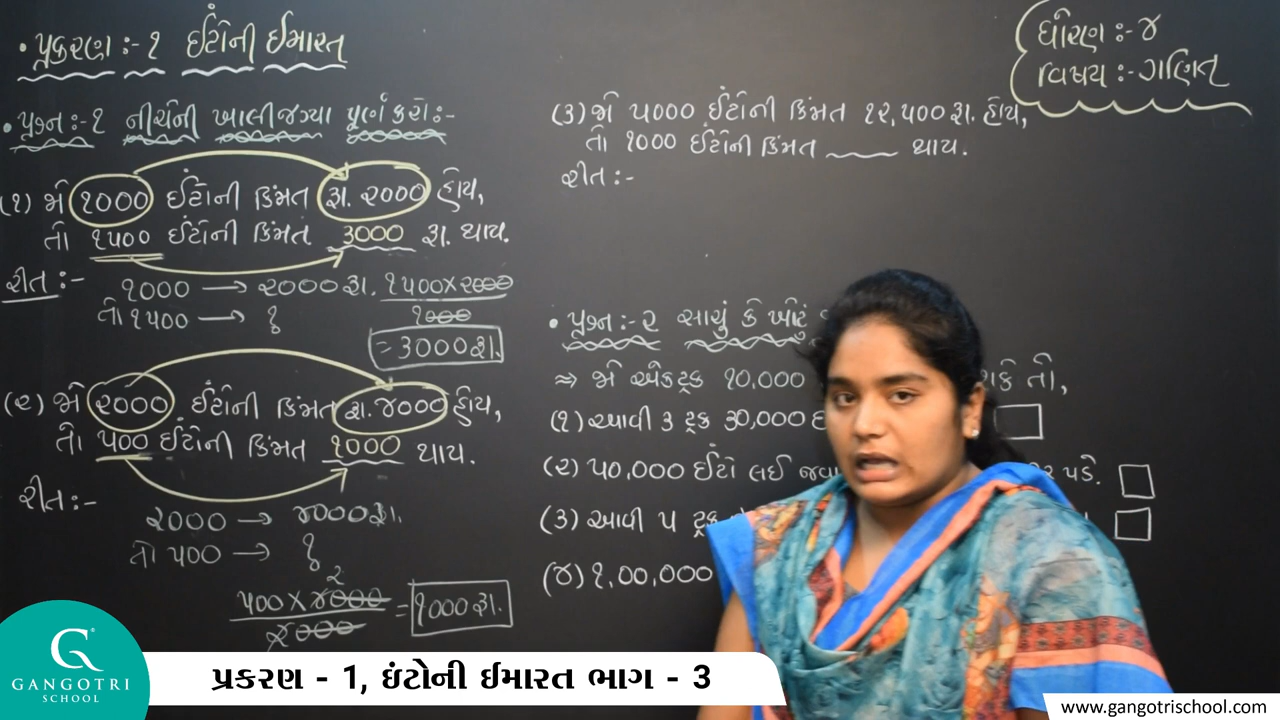 પ્રકરણ :- ૧ ઈંટોની ઈમારત
ધોરણ :- ૪
વિષય :- ગણિત
પ્રશ્ન :- ૧ નીચેની ખાલી જગ્યા પૂર્ણ કરો :-
(૧) જો ૧૦૦૦ ઈંટોની કિંમત રૂા. ૨૦૦૦ હોય,
તો ૧૫૦૦ ઈંટોની કિંમત ૩૦૦૦ રૂા. થાય.
રીત :-
૧૦૦૦ → ૨૦૦૦ રૂા.
તો ૧૫૦૦ → ?
૧૫૦૦ × ૨૦૦૦
૧૦૦૦
= ૩૦૦૦ રૂા.
(૨) જો ૨૦૦૦ ઈંટોની કિંમત રૂા. ૪૦૦૦ હોય,
તો ૫૦૦ ઈંટોની કિંમત ૧૦૦૦ થાય.
રીત :-
૨૦૦૦ → ૪૦૦૦ રૂા.
તો ૫૦૦ → ?
૨
૫૦૦ × ૪૦૦૦
૨૦૦૦
= ૧૦૦૦ રૂા.
(૩) જો ૫૦૦૦ ઈંટોની કિંમત ૧૨,૫૦૦ રૂા. હોય,
તો ૧૦૦૦ ઈંટોની કિંમત ____ થાય.
રીત :-
પ્રશ્ન :- ૨ સાચું કે ખોટું
⇒ જો એક ટ્રક ૧૦,૦૦૦ શકે તો,
(૧) આવી ૩ ટ્રક ૩૦,૦૦૦
(૨) ૫૦,૦૦૦ ઈંટો લઈ પડે.
(૩) આવી ૫ ટ્રક
(૪) ૧,૦૦,૦૦૦
GANGOTRI
SCHOOL
પ્રકરણ - 1, ઇંટોની ઈમારત ભાગ - 3
www.gangotrischool.com